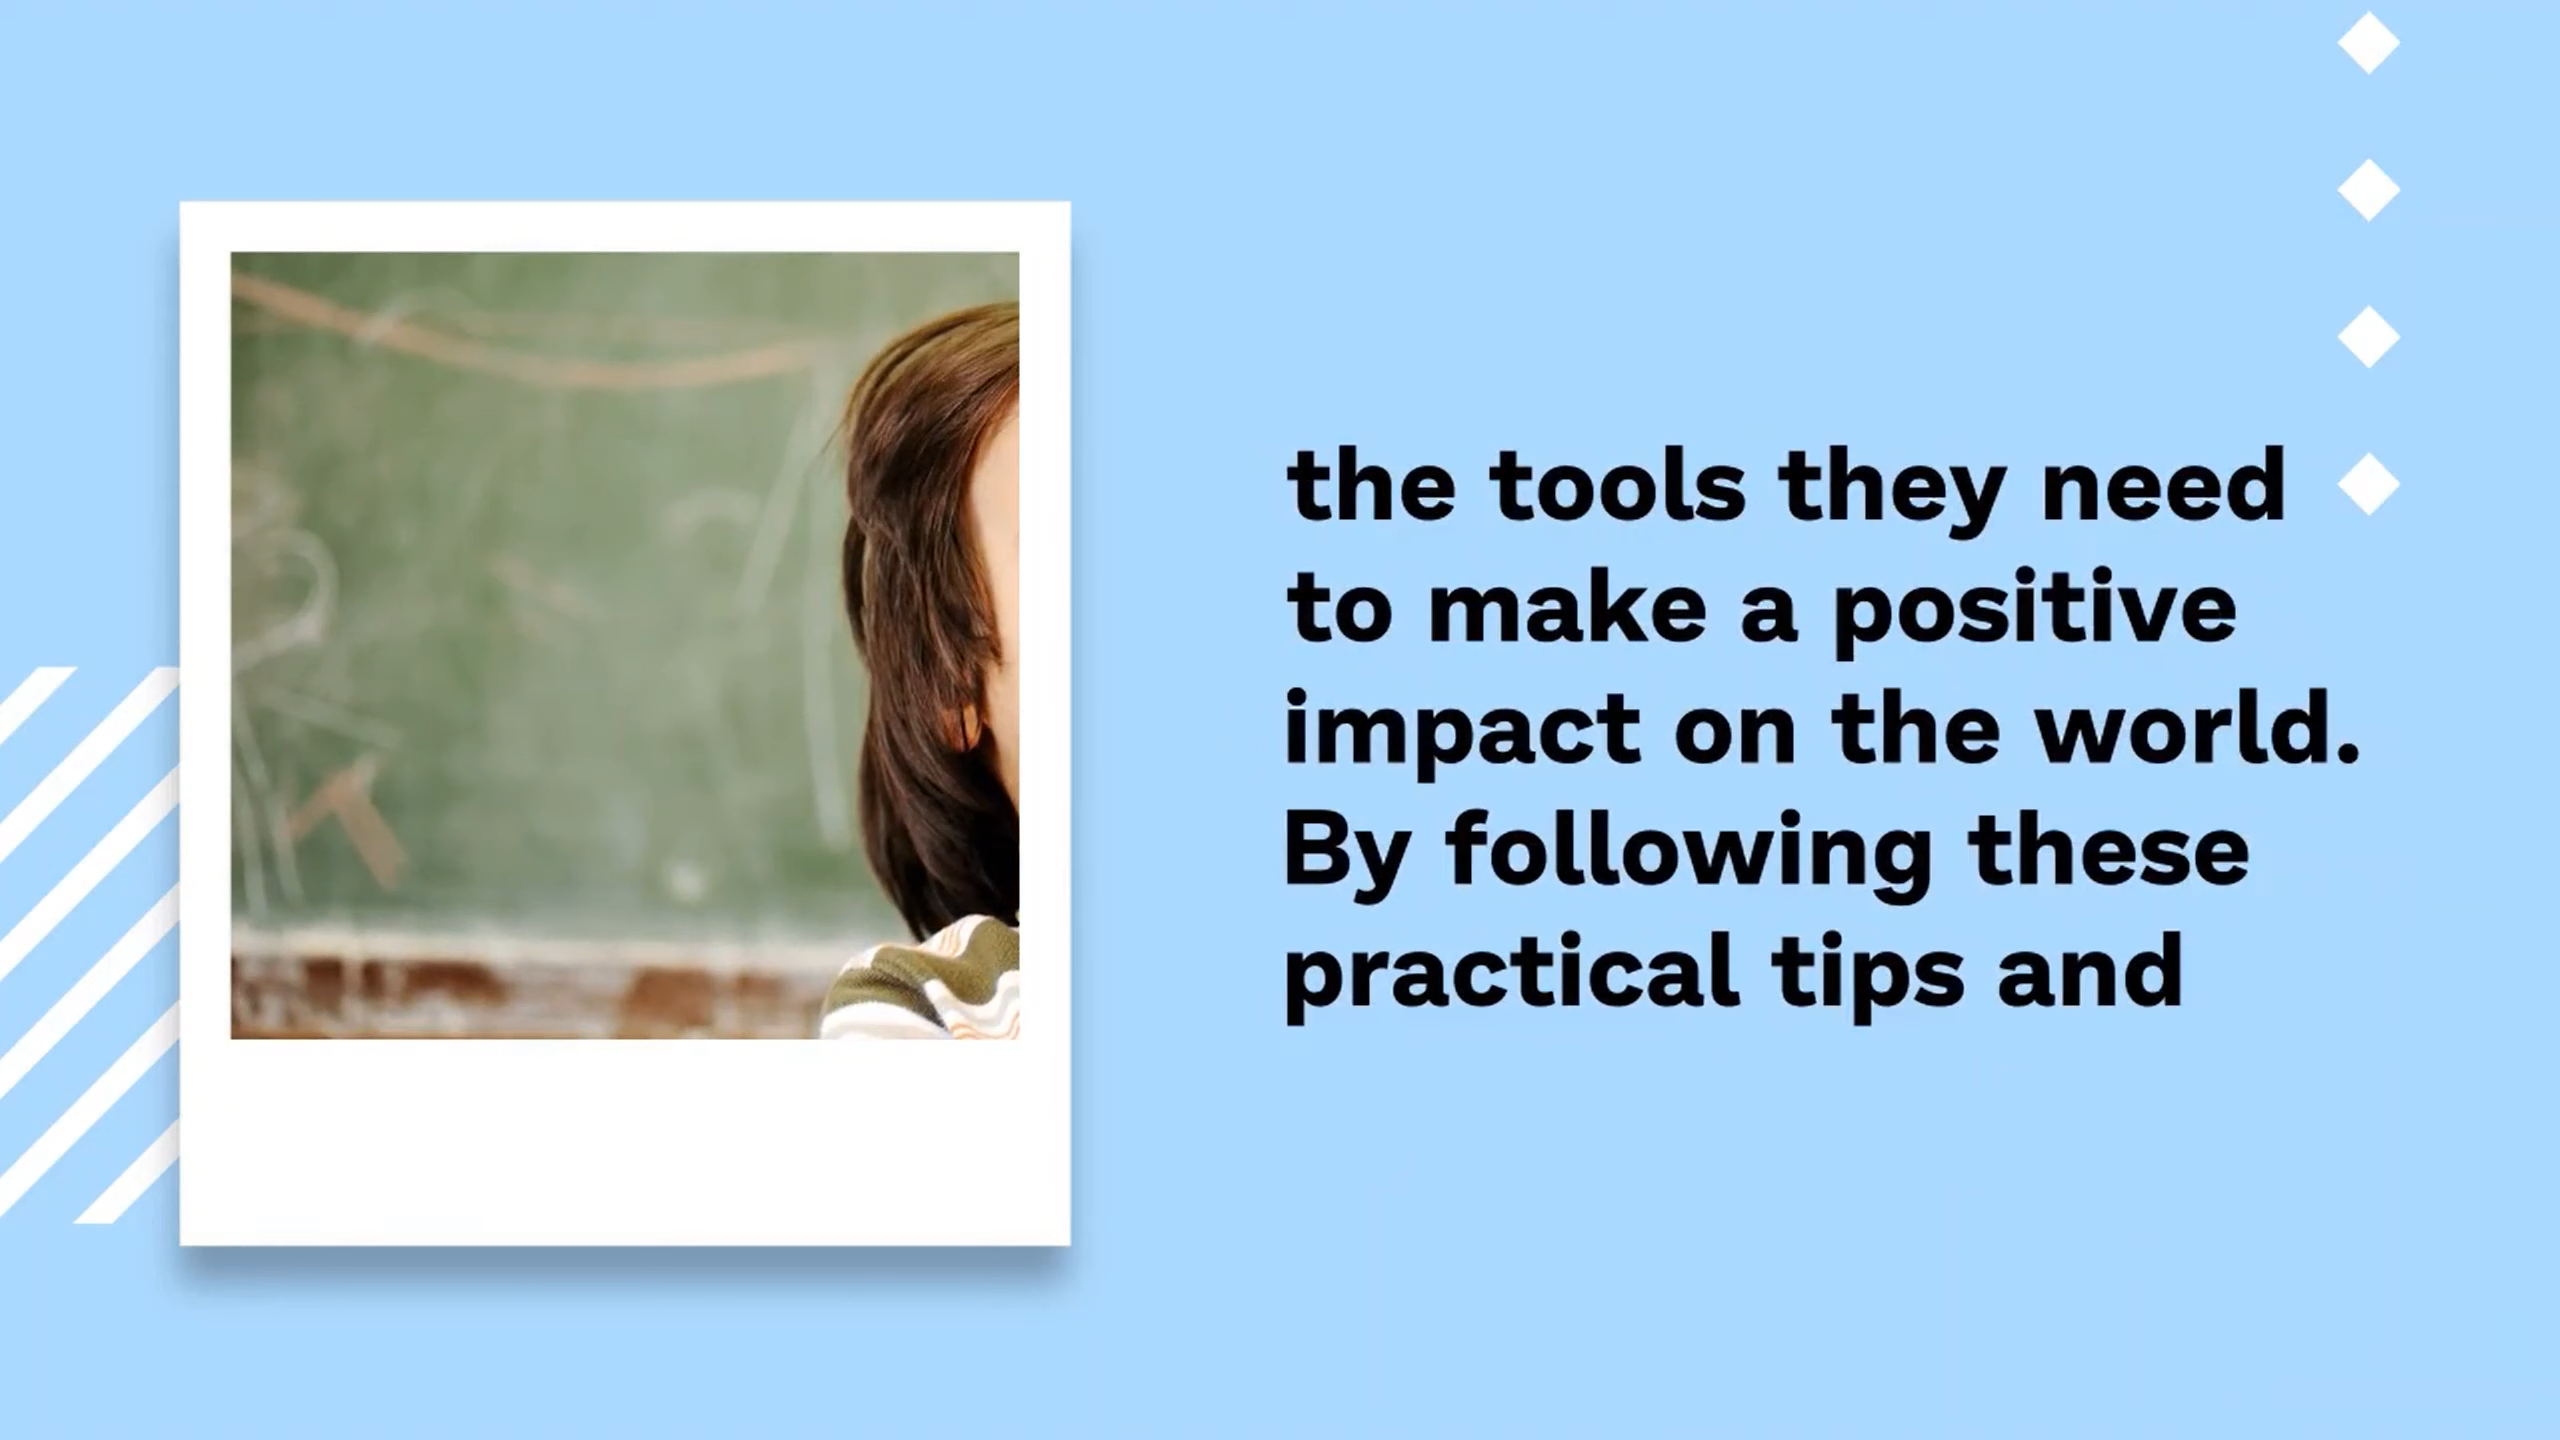 the tools they need
to make a positive
impact on the world.
By following these
practical tips and